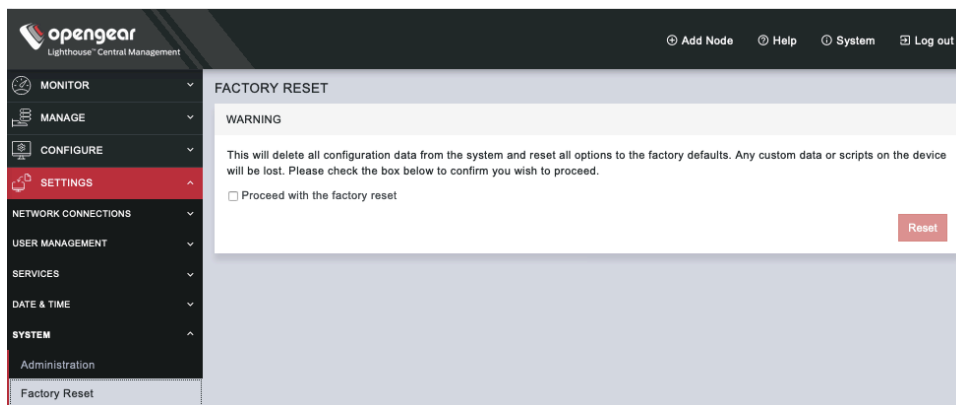 opengear
Lighthouse™ Central Management
Add Node Help System Log out
MONITOR
MANAGE
CONFIGURE
SETTINGS
NETWORK CONNECTIONS
USER MANAGEMENT
SERVICES
DATE & TIME
SYSTEM
Administration
Factory Reset
FACTORY RESET
WARNING
This will delete all configuration data from the system and reset all options to the factory defaults. Any custom data or scripts on the device
will be lost. Please check the box below to confirm you wish to proceed.
Proceed with the factory reset
Reset